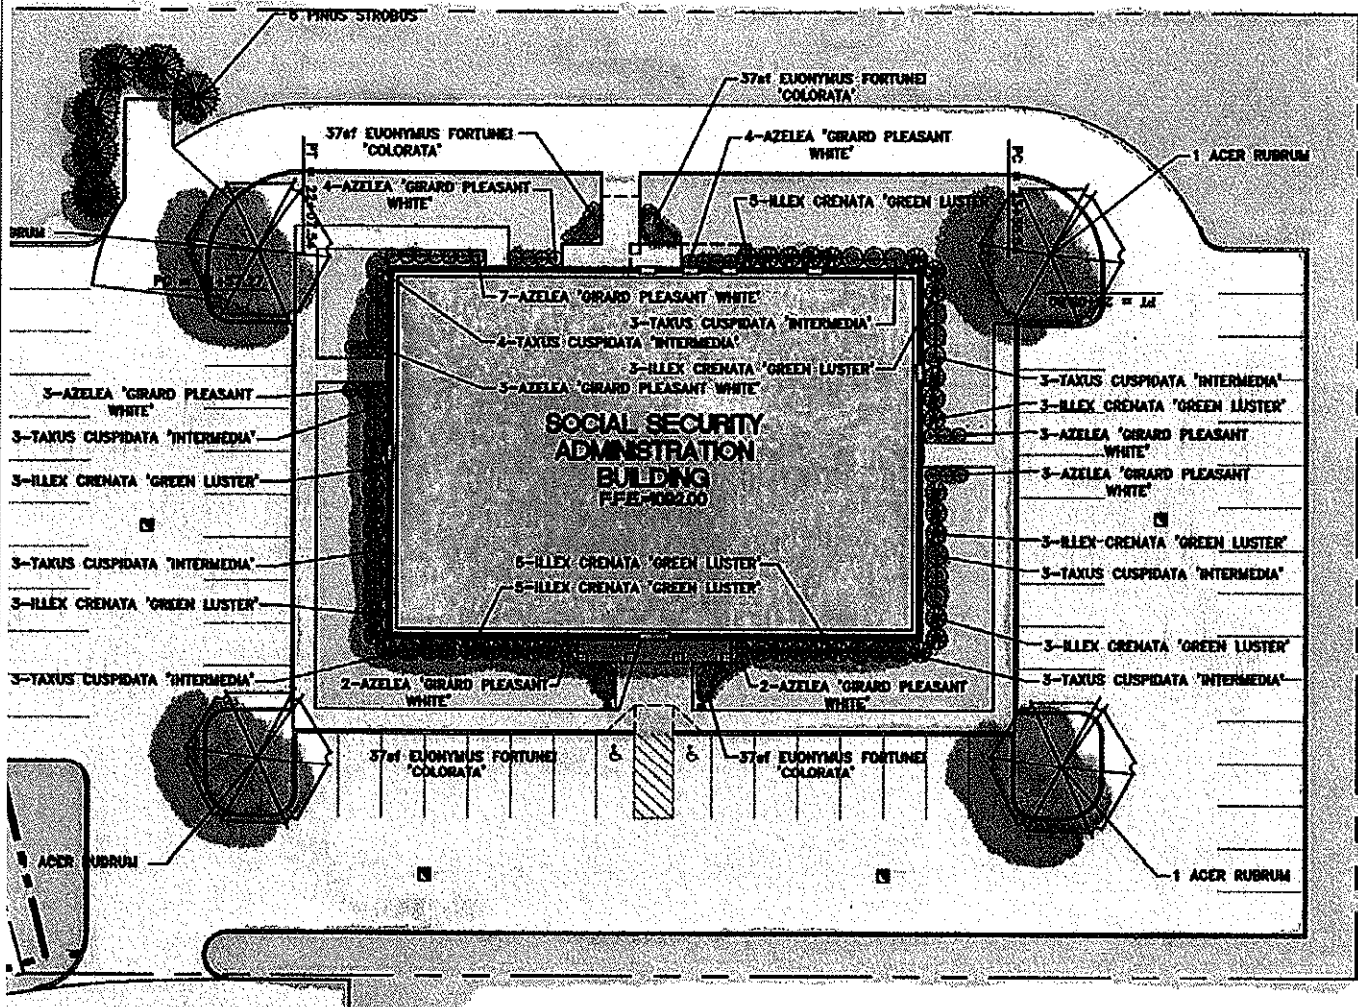 6 PINUS STROBUS
37sf EUONYMUS FORTUNEI
'COLORATA'
37sf EUONYMUS FORTUNEI
'COLORATA'
4-AZELEA 'GIRARD PLEASANT
WHITE'
1 ACER RUBRUM
4-AZELEA 'GIRARD PLEASANT
WHITE'
5-ILLEX CRENATA 'GREEN LUSTER'
7-AZELEA 'GIRARD PLEASANT WHITE'
3-TAXUS CUSPIDATA 'INTERMEDIA'
4-TAXUS CUSPIDATA 'INTERMEDIA'
3-ILLEX CRENATA 'GREEN LUSTER'
3-AZELEA 'GIRARD PLEASANT WHITE'
3-AZELEA 'GIRARD PLEASANT
WHITE'
3-TAXUS CUSPIDATA 'INTERMEDIA'
3-ILLEX CRENATA 'GREEN LUSTER'
3-TAXUS CUSPIDATA 'INTERMEDIA'
3-ILLEX CRENATA 'GREEN LUSTER'
3-TAXUS CUSPIDATA 'INTERMEDIA'
SOCIAL SECURITY
ADMINISTRATION
BUILDING
F.F.E.=1092.00
3-TAXUS CUSPIDATA 'INTERMEDIA'
3-ILLEX CRENATA 'GREEN LUSTER'
3-AZELEA 'GIRARD PLEASANT
WHITE'
3-AZELEA 'GIRARD PLEASANT
WHITE'
3-ILLEX CRENATA 'GREEN LUSTER'
3-TAXUS CUSPIDATA 'INTERMEDIA'
3-ILLEX CRENATA 'GREEN LUSTER'
3-TAXUS CUSPIDATA 'INTERMEDIA'
5-ILLEX CRENATA 'GREEN LUSTER'
5-ILLEX CRENATA 'GREEN LUSTER'
2-AZELEA 'GIRARD PLEASANT
WHITE'
2-AZELEA 'GIRARD PLEASANT
WHITE'
37sf EUONYMUS FORTUNEI
'COLORATA'
37sf EUONYMUS FORTUNEI
'COLORATA'
ACER RUBRUM
1 ACER RUBRUM